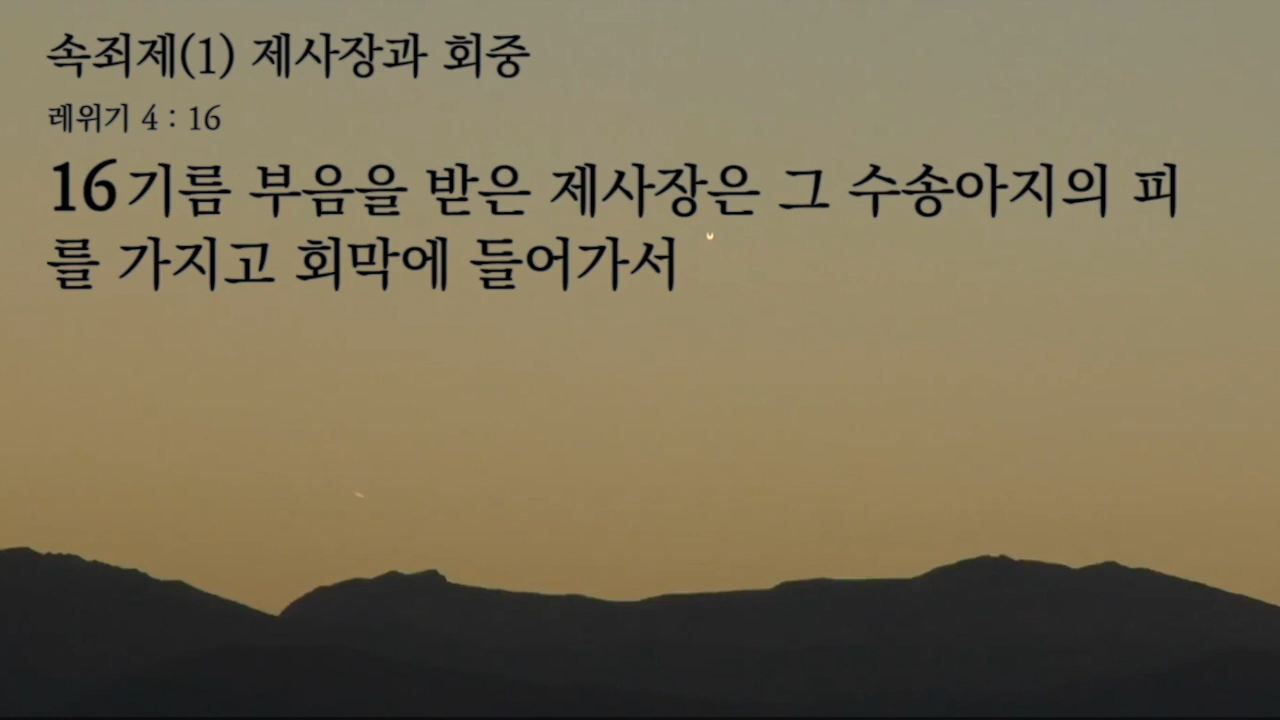 속죄제(1) 제사장과 회중
레위기 4 : 16
16 기름 부음을 받은 제사장은 그 수송아지의 피
를 가지고 회막에 들어가서